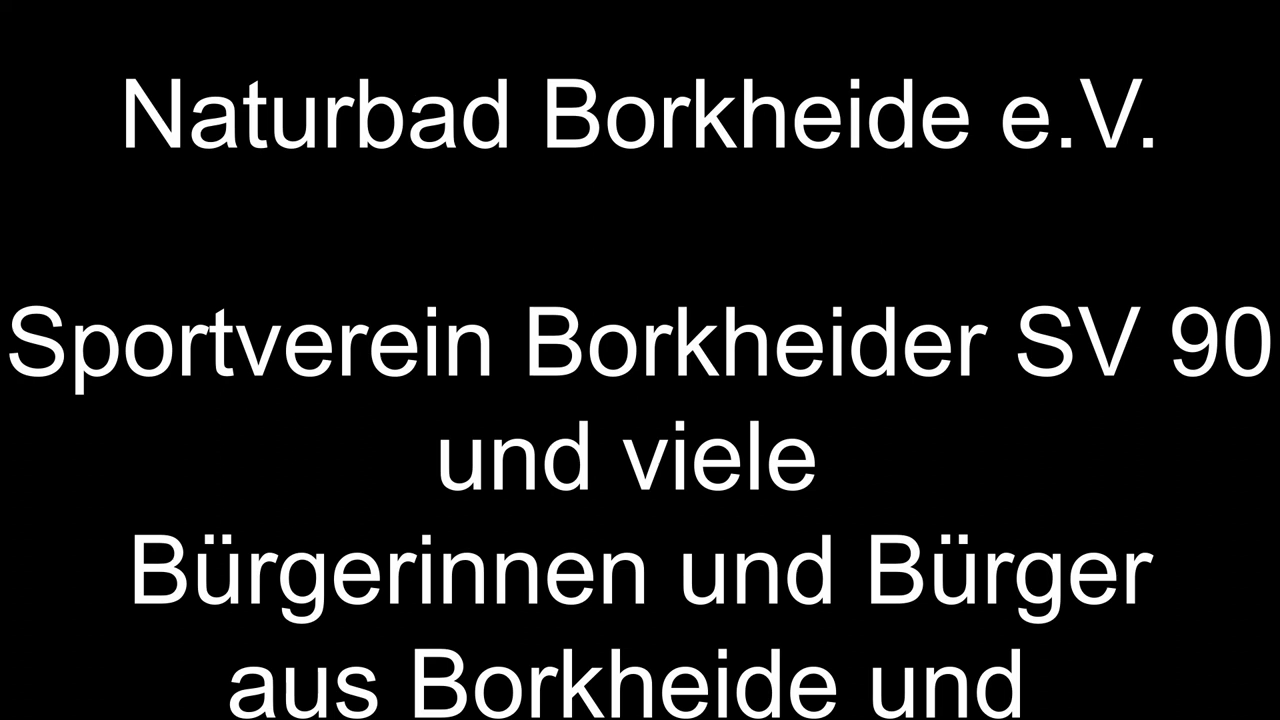 Naturbad Borkheide e.V.
Sportverein Borkheider SV 90
und viele
Bürgerinnen und Bürger
aus Borkheide und